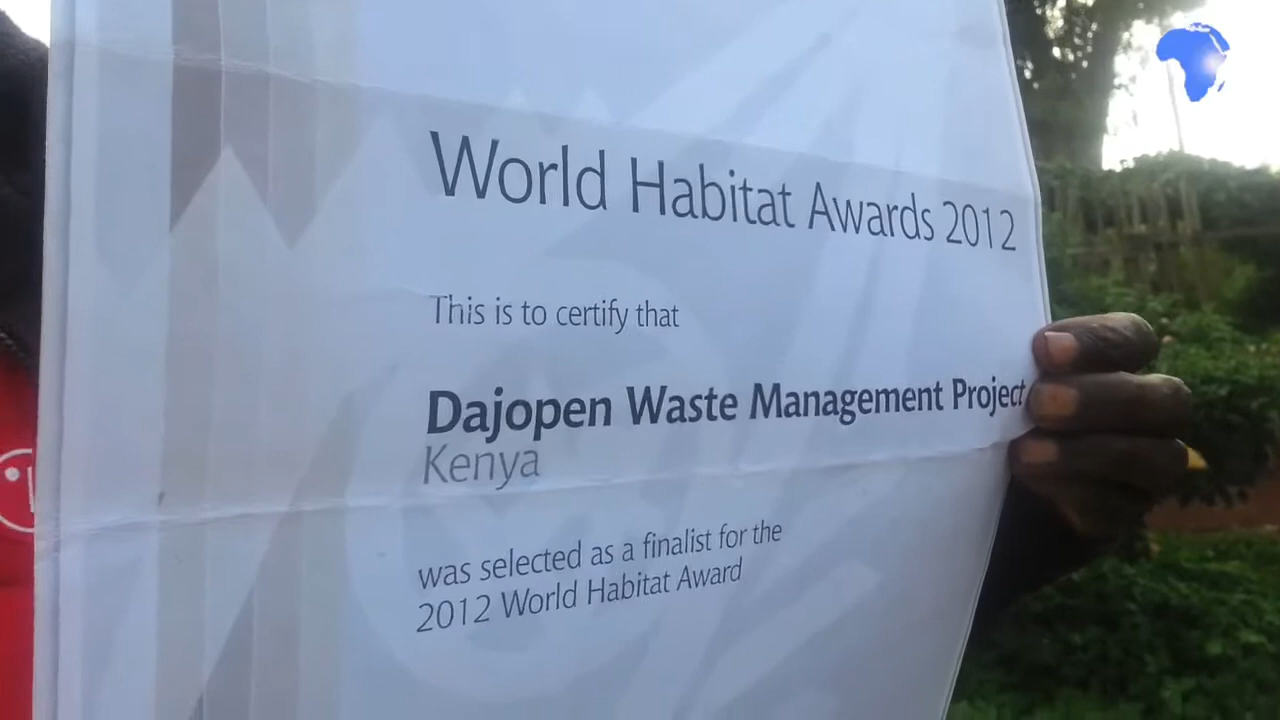 World Habitat Awards 2012
This is to certify that
Dajopen Waste Management Project
Kenya
was selected as a finalist for the
2012 World Habitat Award